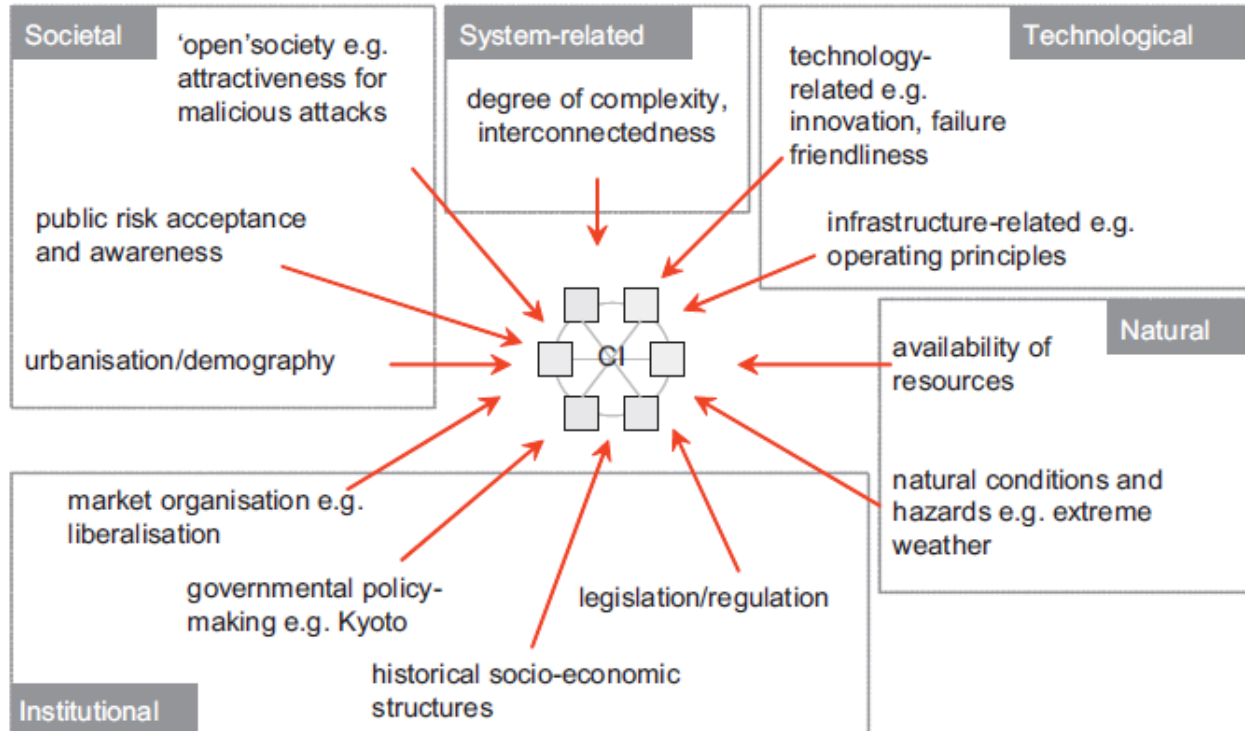 Societal
'open'society e.g.
attractiveness for
malicious attacks
public risk acceptance
and awareness
urbanisation/demography
System-related
degree of complexity,
interconnectedness
Technological
technology-
related e.g.
innovation, failure
friendliness
infrastructure-related e.g.
operating principles
Natural
availability of
resources
natural conditions and
hazards e.g. extreme
weather
CI
market organisation e.g.
liberalisation
governmental policy-
making e.g. Kyoto
legislation/regulation
historical socio-economic
structures
Institutional